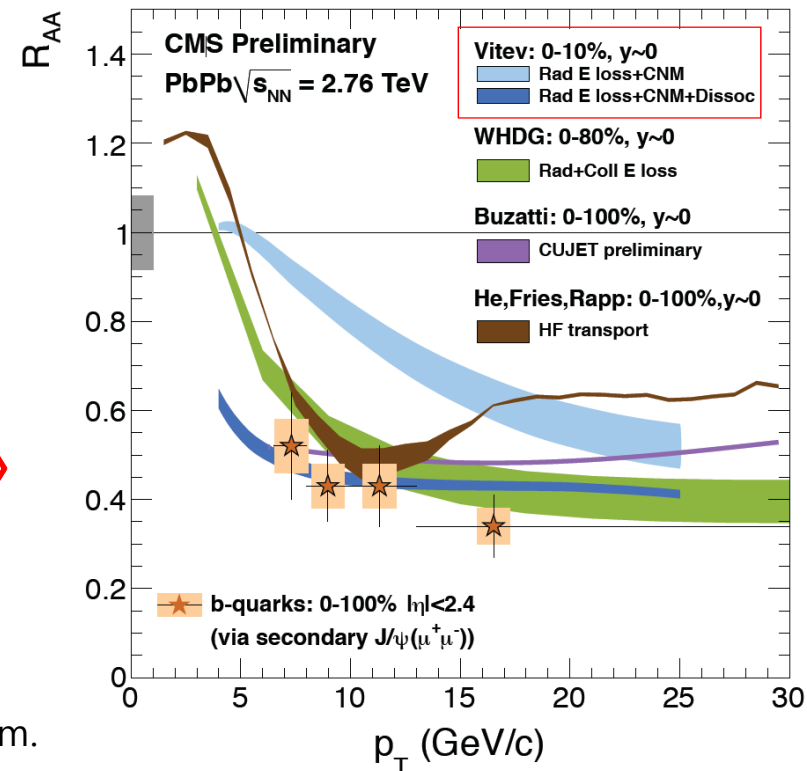 R_AA
1.4
1.2
1
0.8
0.6
0.4
0.2
0
CMS Preliminary
PbPb√s_NN = 2.76 TeV
Vitev: 0-10%, y~0
Rad E loss+CNM
Rad E loss+CNM+Dissoc
WHDG: 0-80%, y~0
Rad+Coll E loss
Buzatti: 0-100%, y~0
CUJET preliminary
He,Fries,Rapp: 0-100%,y~0
HF transport
b-quarks: 0-100% |η|<2.4
(via secondary J/ψ(μ⁺μ⁻))
0 5 10 15 20 25 30
p_T (GeV/c)
m.